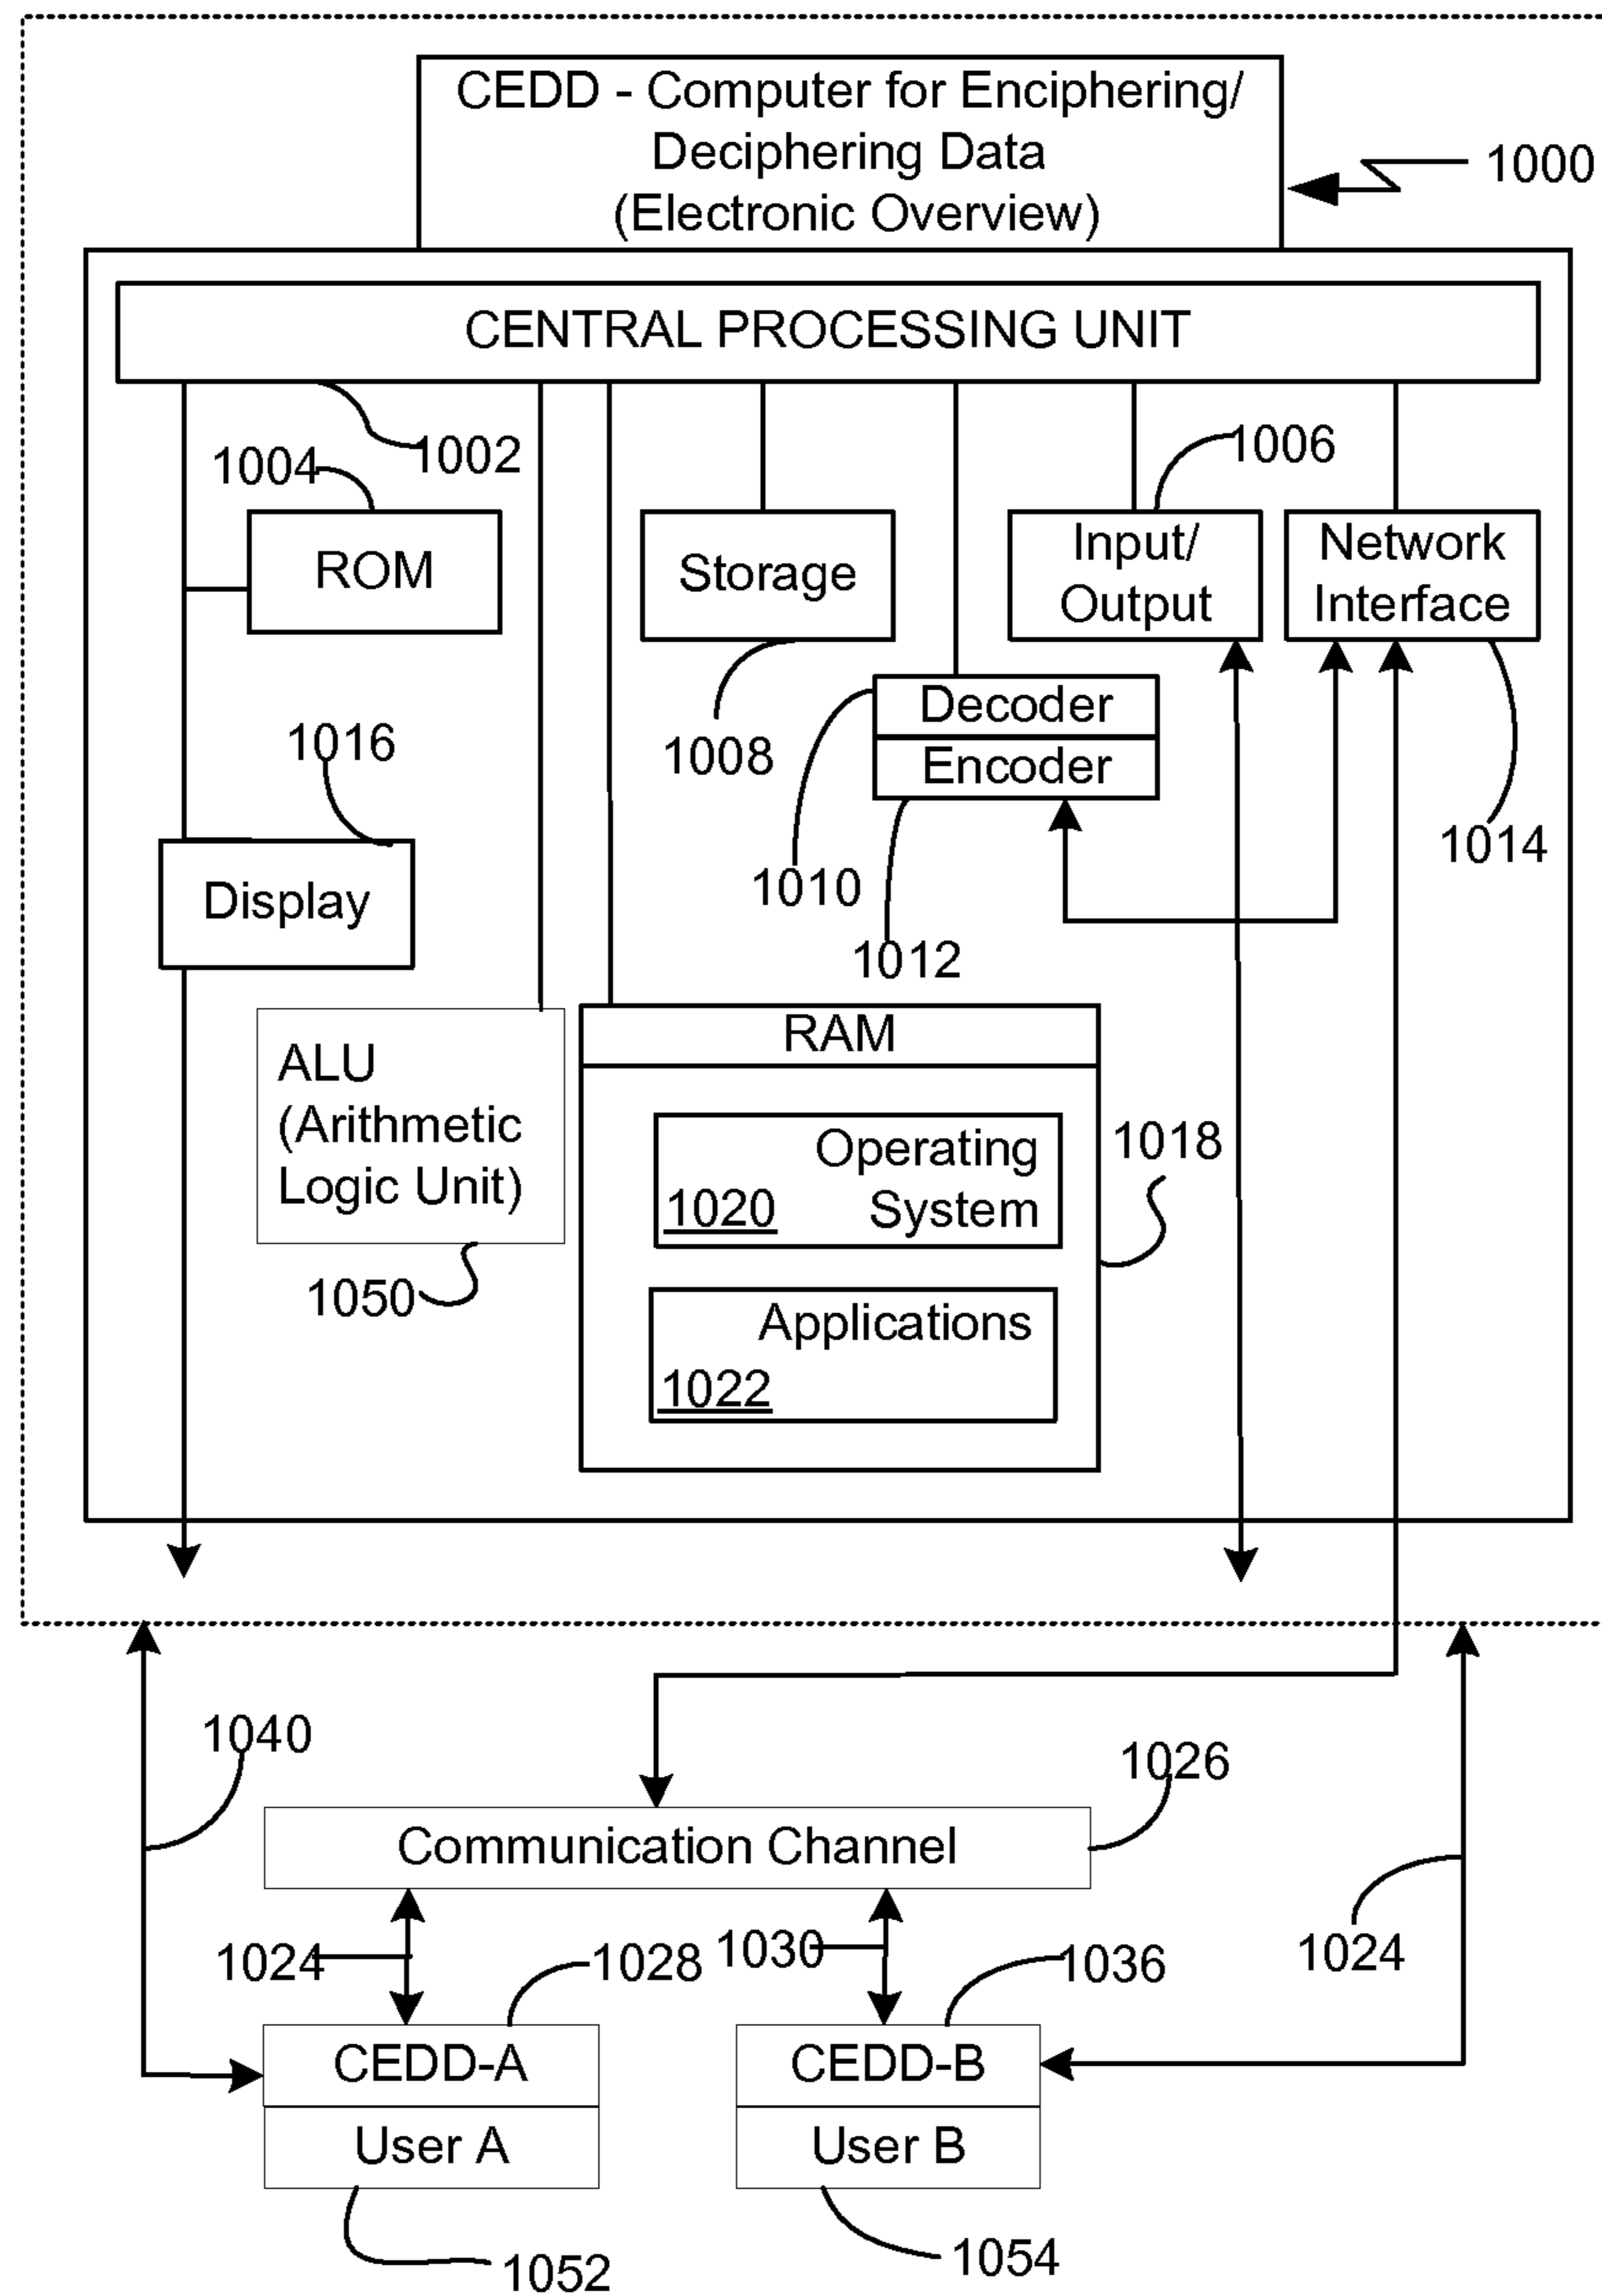 CEDD - Computer for Enciphering/
Deciphering Data
(Electronic Overview)
1000
CENTRAL PROCESSING UNIT
1002
1004
1006
ROM
Storage
Input/
Output
Network
Interface
Decoder
Encoder
1016
1008
1010
1012
1014
Display
RAM
ALU
(Arithmetic
Logic Unit)
Operating
System
1020
1018
1050
Applications
1022
1040
1026
Communication Channel
1024
1028
1030
1036
1024
CEDD-A
CEDD-B
User A
User B
1052
1054